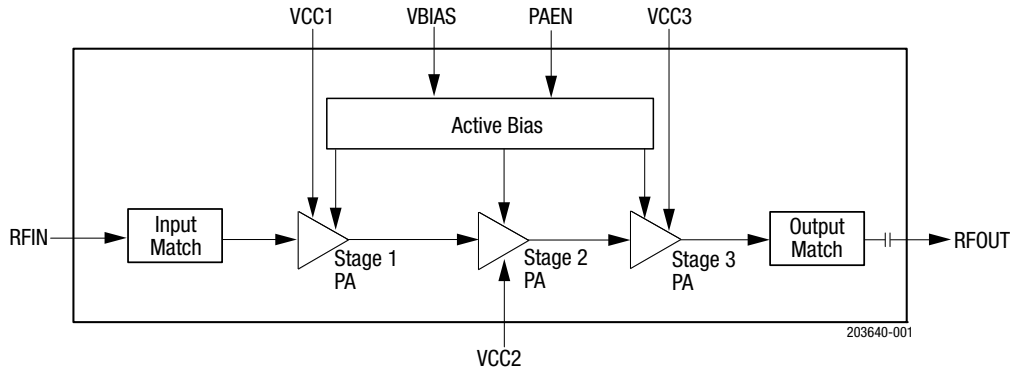 VCC1
VBIAS
PAEN
VCC3
Active Bias
RFIN
Input
Match
Stage 1
PA
Stage 2
PA
Stage 3
PA
Output
Match
RFOUT
203640-001
VCC2